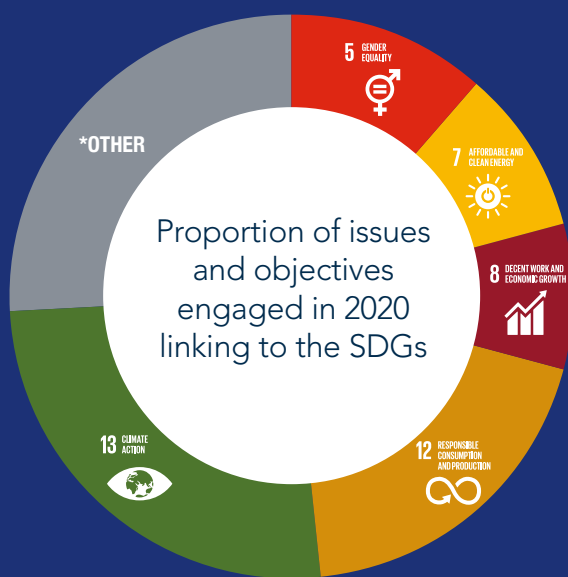 5 GENDER
EQUALITY
*OTHER
7 AFFORDABLE AND
CLEAN ENERGY
Proportion of issues
and objectives
engaged in 2020
linking to the SDGs
8 DECENT WORK AND
ECONOMIC GROWTH
13 CLIMATE
ACTION
12 RESPONSIBLE
CONSUMPTION
AND PRODUCTION